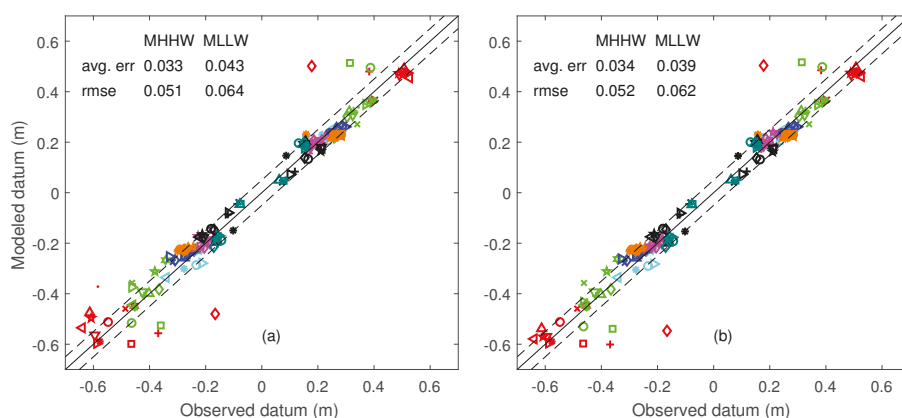 0.6
0.4
0.2
0
-0.2
-0.4
-0.6
Modeled datum (m)
MHHW MLLW
avg. err 0.033 0.043
rmse 0.051 0.064
(a)
-0.6 -0.4 -0.2 0 0.2 0.4 0.6
Observed datum (m)
0.6
0.4
0.2
0
-0.2
-0.4
-0.6
MHHW MLLW
avg. err 0.034 0.039
rmse 0.052 0.062
(b)
-0.6 -0.4 -0.2 0 0.2 0.4 0.6
Observed datum (m)